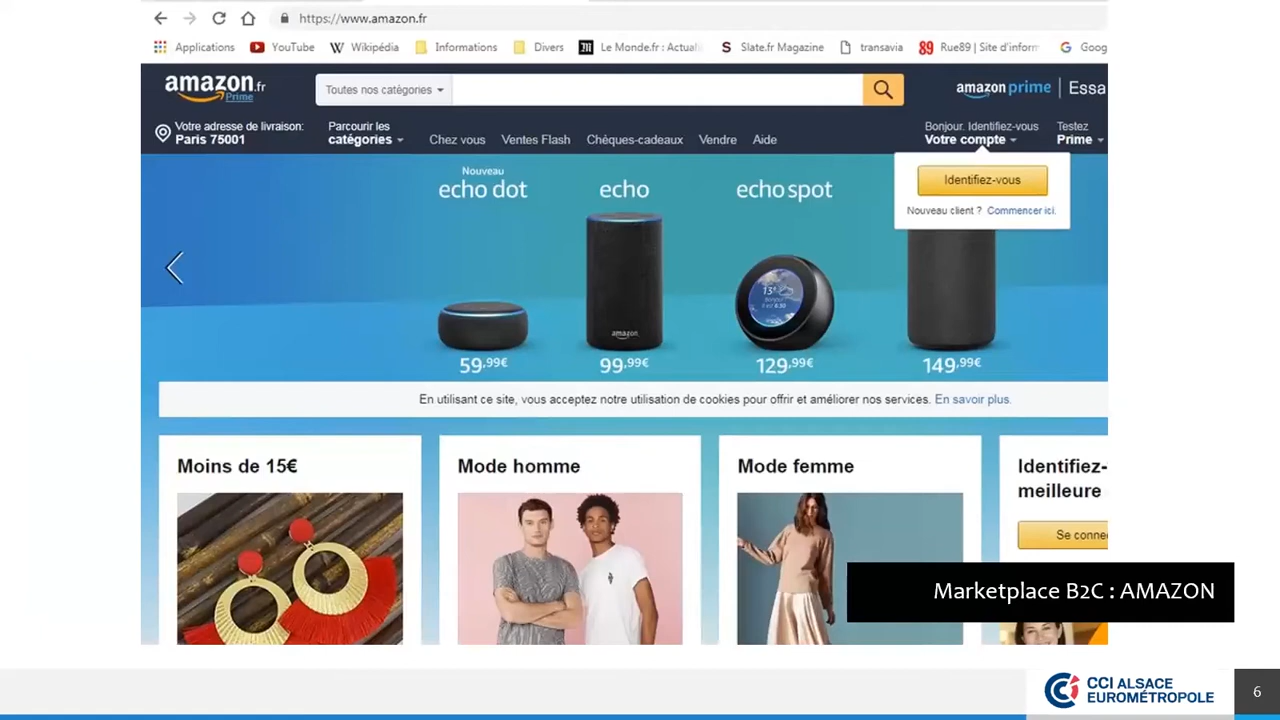 https://www.amazon.fr
Applications YouTube Wikipédia Informations Divers Le Monde.fr : Actuali Slate.fr Magazine transavia Rue89 | Site d'inform Goog
amazon.fr
Prime
Toutes nos catégories
amazon prime | Essa
Votre adresse de livraison:
Paris 75001
Parcourir les
catégories
Chez vous Ventes Flash Chèques-cadeaux Vendre Aide
Bonjour. Identifiez-vous
Votre compte
Testez
Prime
Identifiez-vous
Nouveau client ? Commencer ici.
Nouveau
echo dot echo echo spot
13°
amazon
59,99€ 99,99€ 129,99€ 149,99€
En utilisant ce site, vous acceptez notre utilisation de cookies pour offrir et améliorer nos services. En savoir plus.
Moins de 15€
Mode homme
Mode femme
Identifiez-
meilleure
Se connec
Marketplace B2C : AMAZON
CCI ALSACE
EUROMÉTROPOLE
6